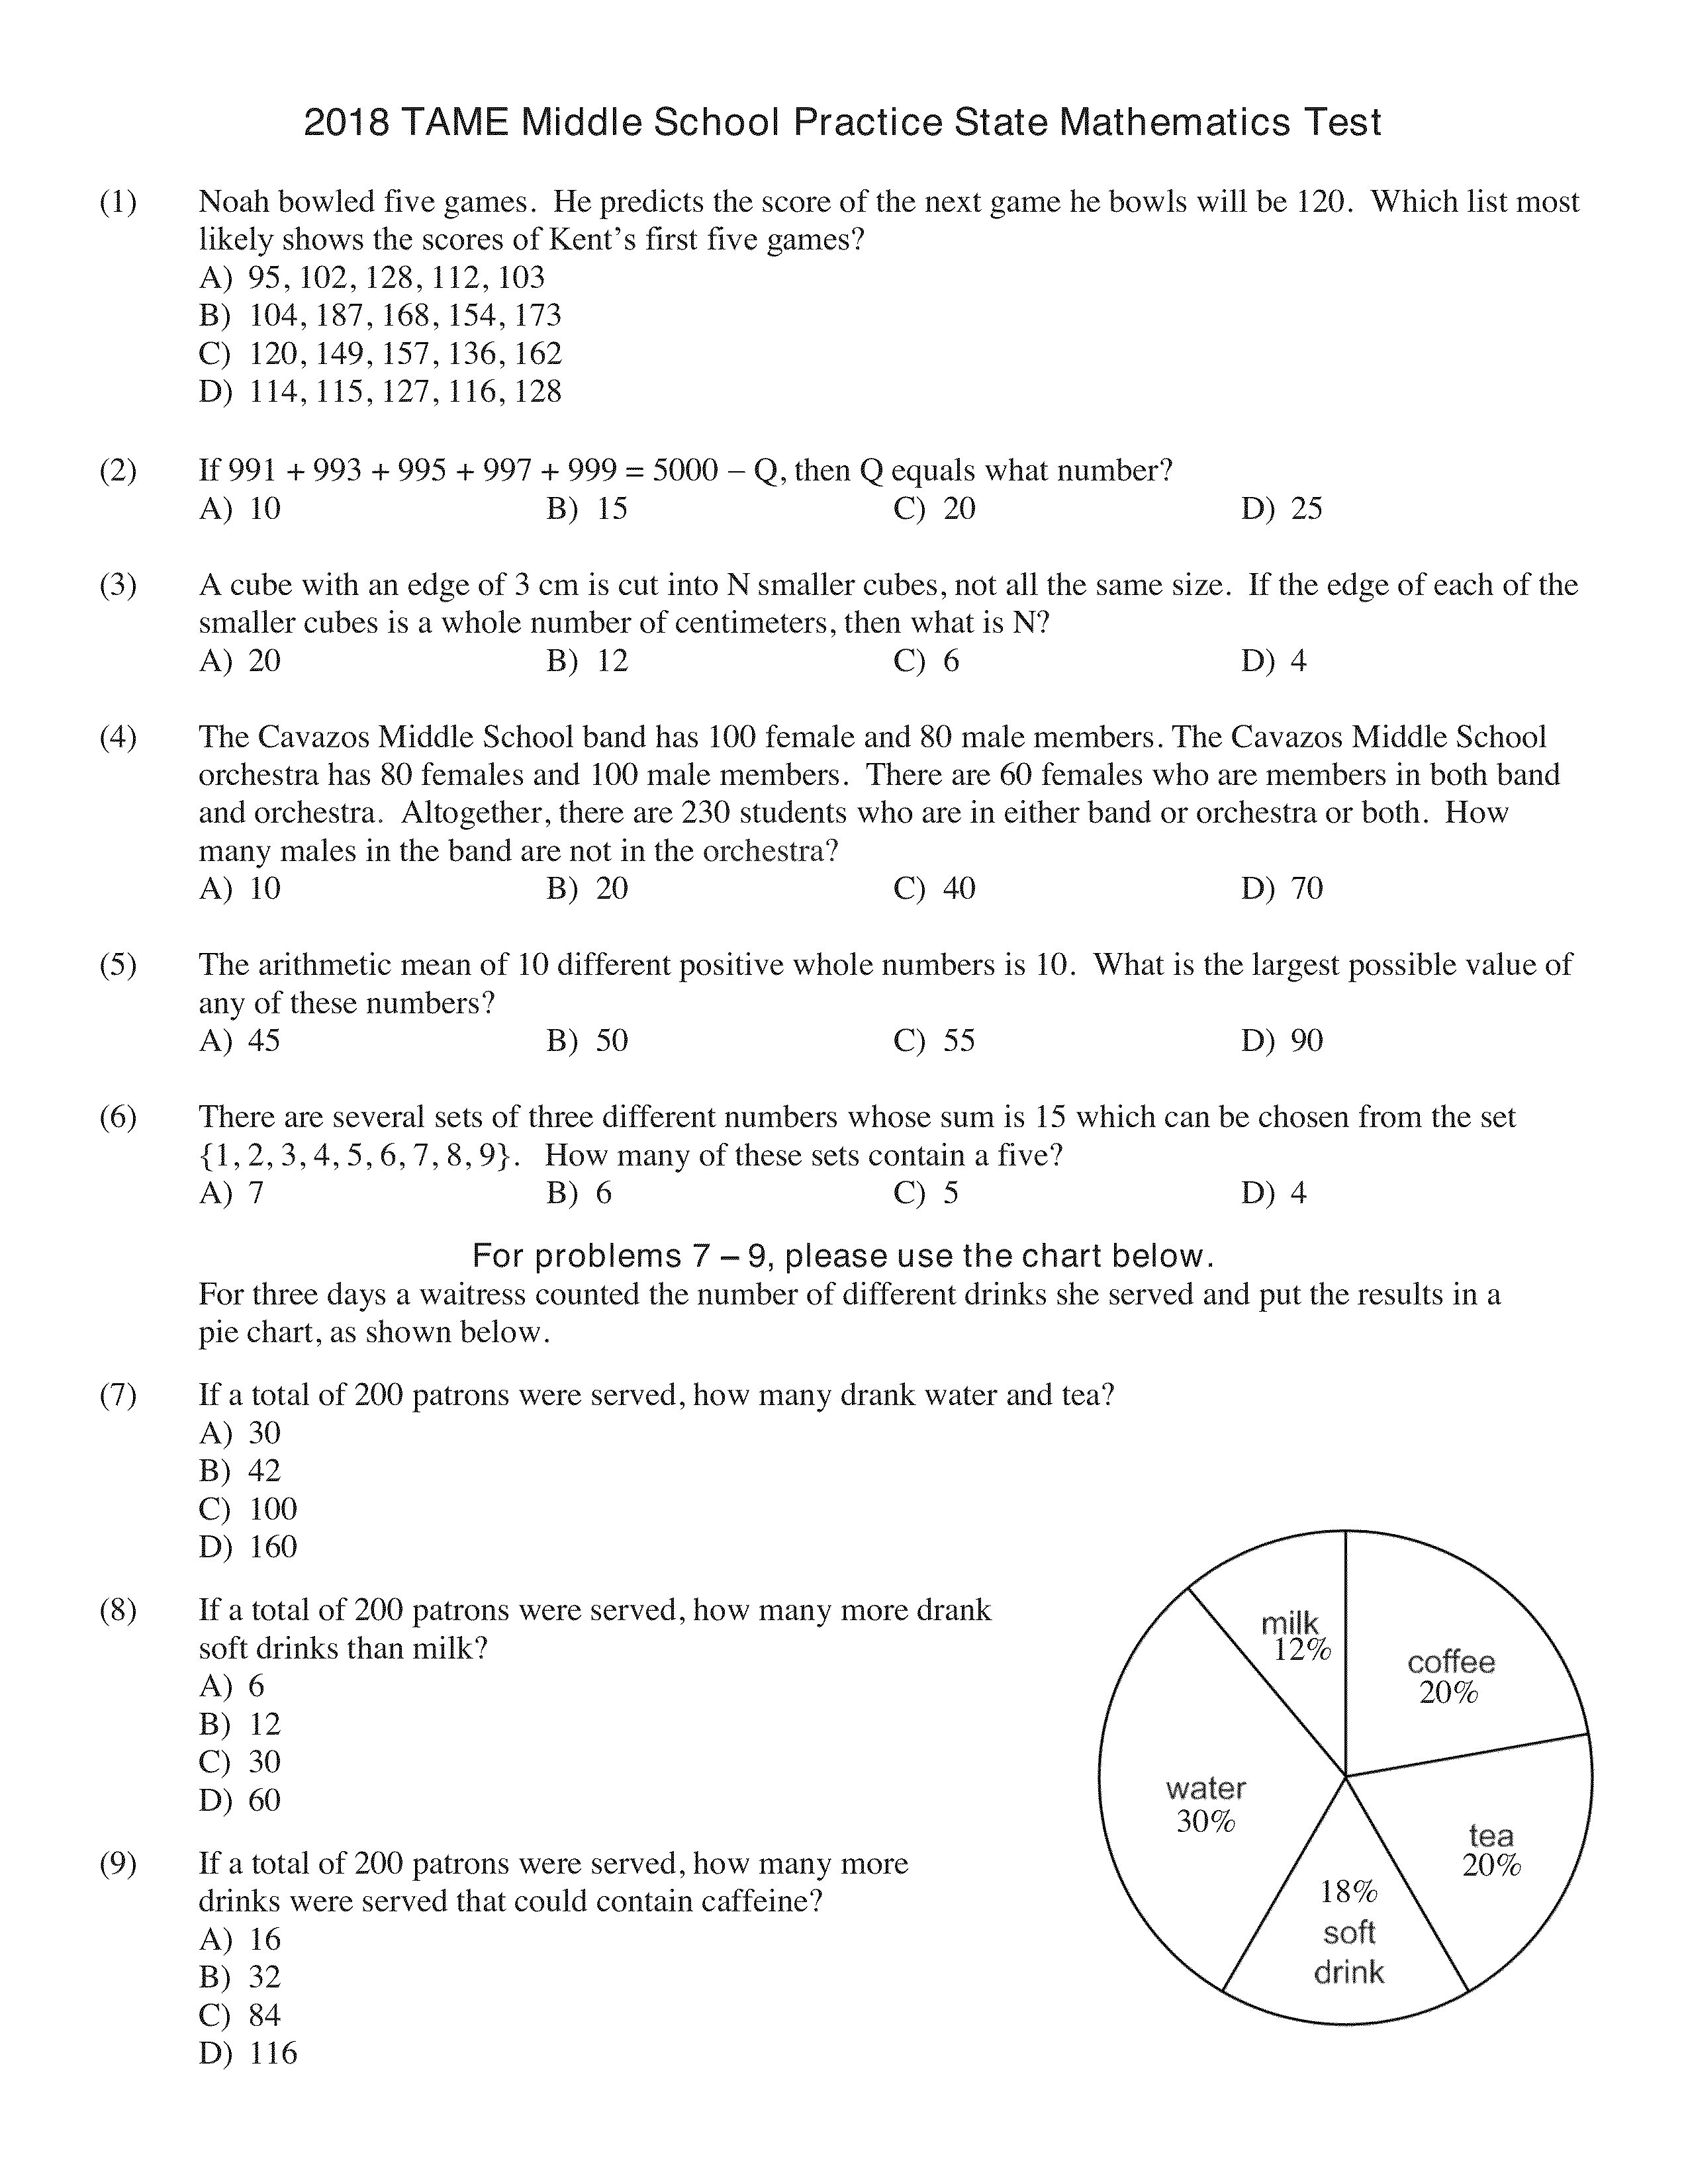 2018 TAME Middle School Practice State Mathematics Test
(1) Noah bowled five games. He predicts the score of the next game he bowls will be 120. Which list most
likely shows the scores of Kent's first five games?
A) 95, 102, 128, 112, 103
B) 104, 187, 168, 154, 173
C) 120, 149, 157, 136, 162
D) 114, 115, 127, 116, 128
(2) If 991 + 993 + 995 + 997 + 999 = 5000 – Q, then Q equals what number?
A) 10 B) 15 C) 20 D) 25
(3) A cube with an edge of 3 cm is cut into N smaller cubes, not all the same size. If the edge of each of the
smaller cubes is a whole number of centimeters, then what is N?
A) 20 B) 12 C) 6 D) 4
(4) The Cavazos Middle School band has 100 female and 80 male members. The Cavazos Middle School
orchestra has 80 females and 100 male members. There are 60 females who are members in both band
and orchestra. Altogether, there are 230 students who are in either band or orchestra or both. How
many males in the band are not in the orchestra?
A) 10 B) 20 C) 40 D) 70
(5) The arithmetic mean of 10 different positive whole numbers is 10. What is the largest possible value of
any of these numbers?
A) 45 B) 50 C) 55 D) 90
(6) There are several sets of three different numbers whose sum is 15 which can be chosen from the set
{1, 2, 3, 4, 5, 6, 7, 8, 9}. How many of these sets contain a five?
A) 7 B) 6 C) 5 D) 4
For problems 7 – 9, please use the chart below.
For three days a waitress counted the number of different drinks she served and put the results in a
pie chart, as shown below.
(7) If a total of 200 patrons were served, how many drank water and tea?
A) 30
B) 42
C) 100
D) 160
(8) If a total of 200 patrons were served, how many more drank
soft drinks than milk?
A) 6
B) 12
C) 30
D) 60
(9) If a total of 200 patrons were served, how many more
drinks were served that could contain caffeine?
A) 16
B) 32
C) 84
D) 116
milk
12%
coffee
20%
water
30%
tea
20%
18%
soft
drink